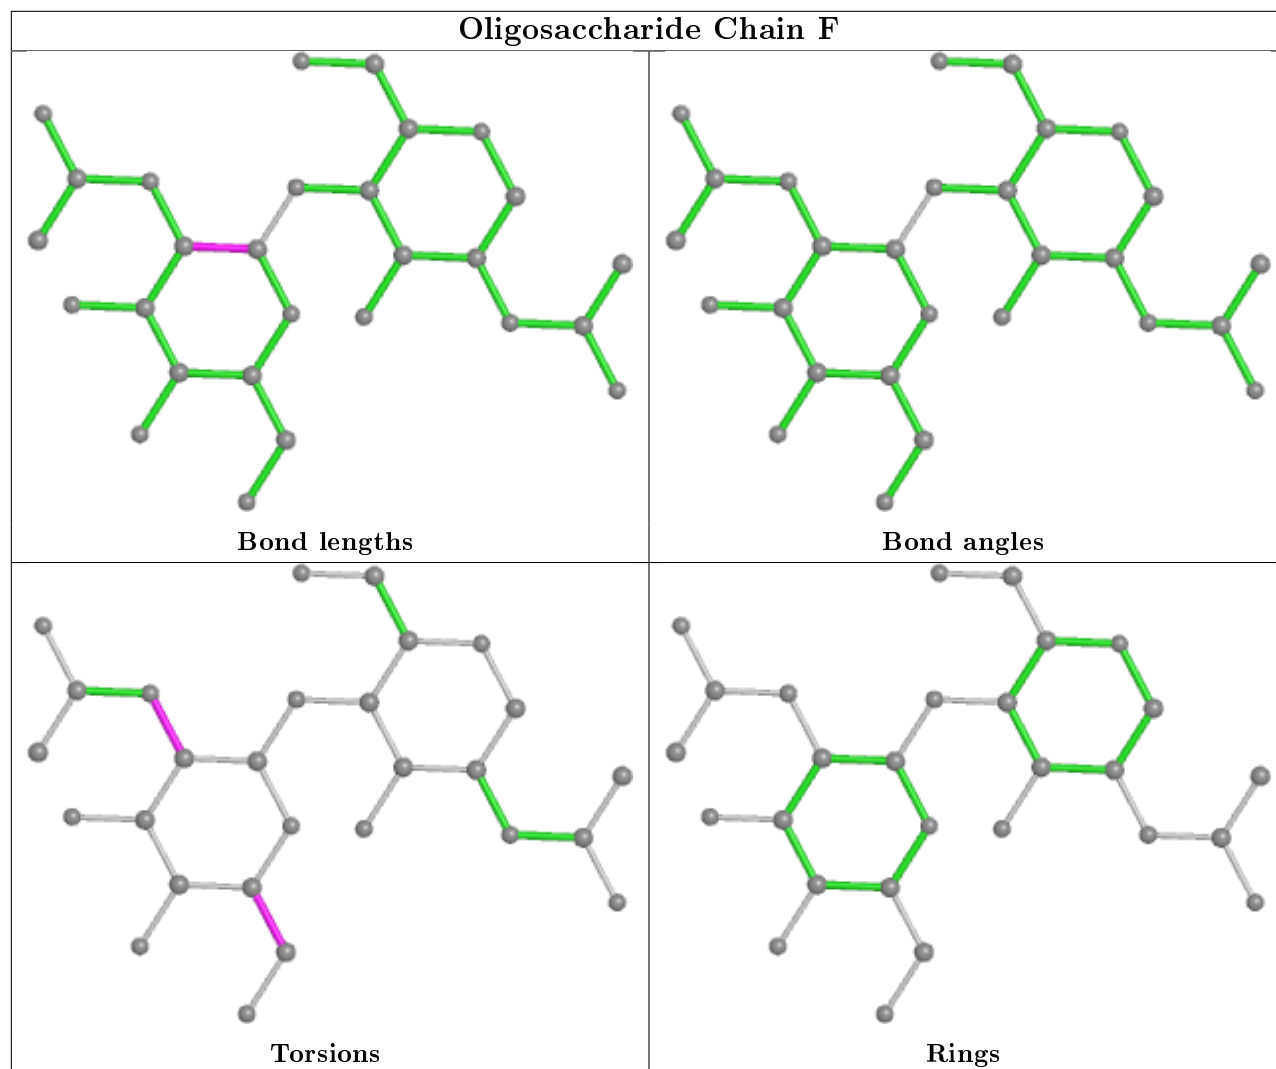 Oligosaccharide Chain F
Bond lengths
Bond angles
Torsions
Rings